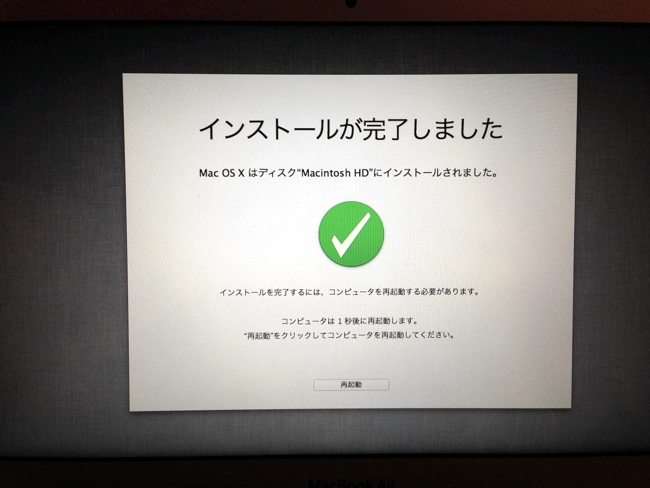 インストールが完了しました
Mac OS X はディスク“Macintosh HD”にインストールされました。
インストールを完了するには、コンピュータを再起動する必要があります。
コンピュータは 1 秒後に再起動します。
“再起動”をクリックしてコンピュータを再起動してください。
再起動
MacBook Air